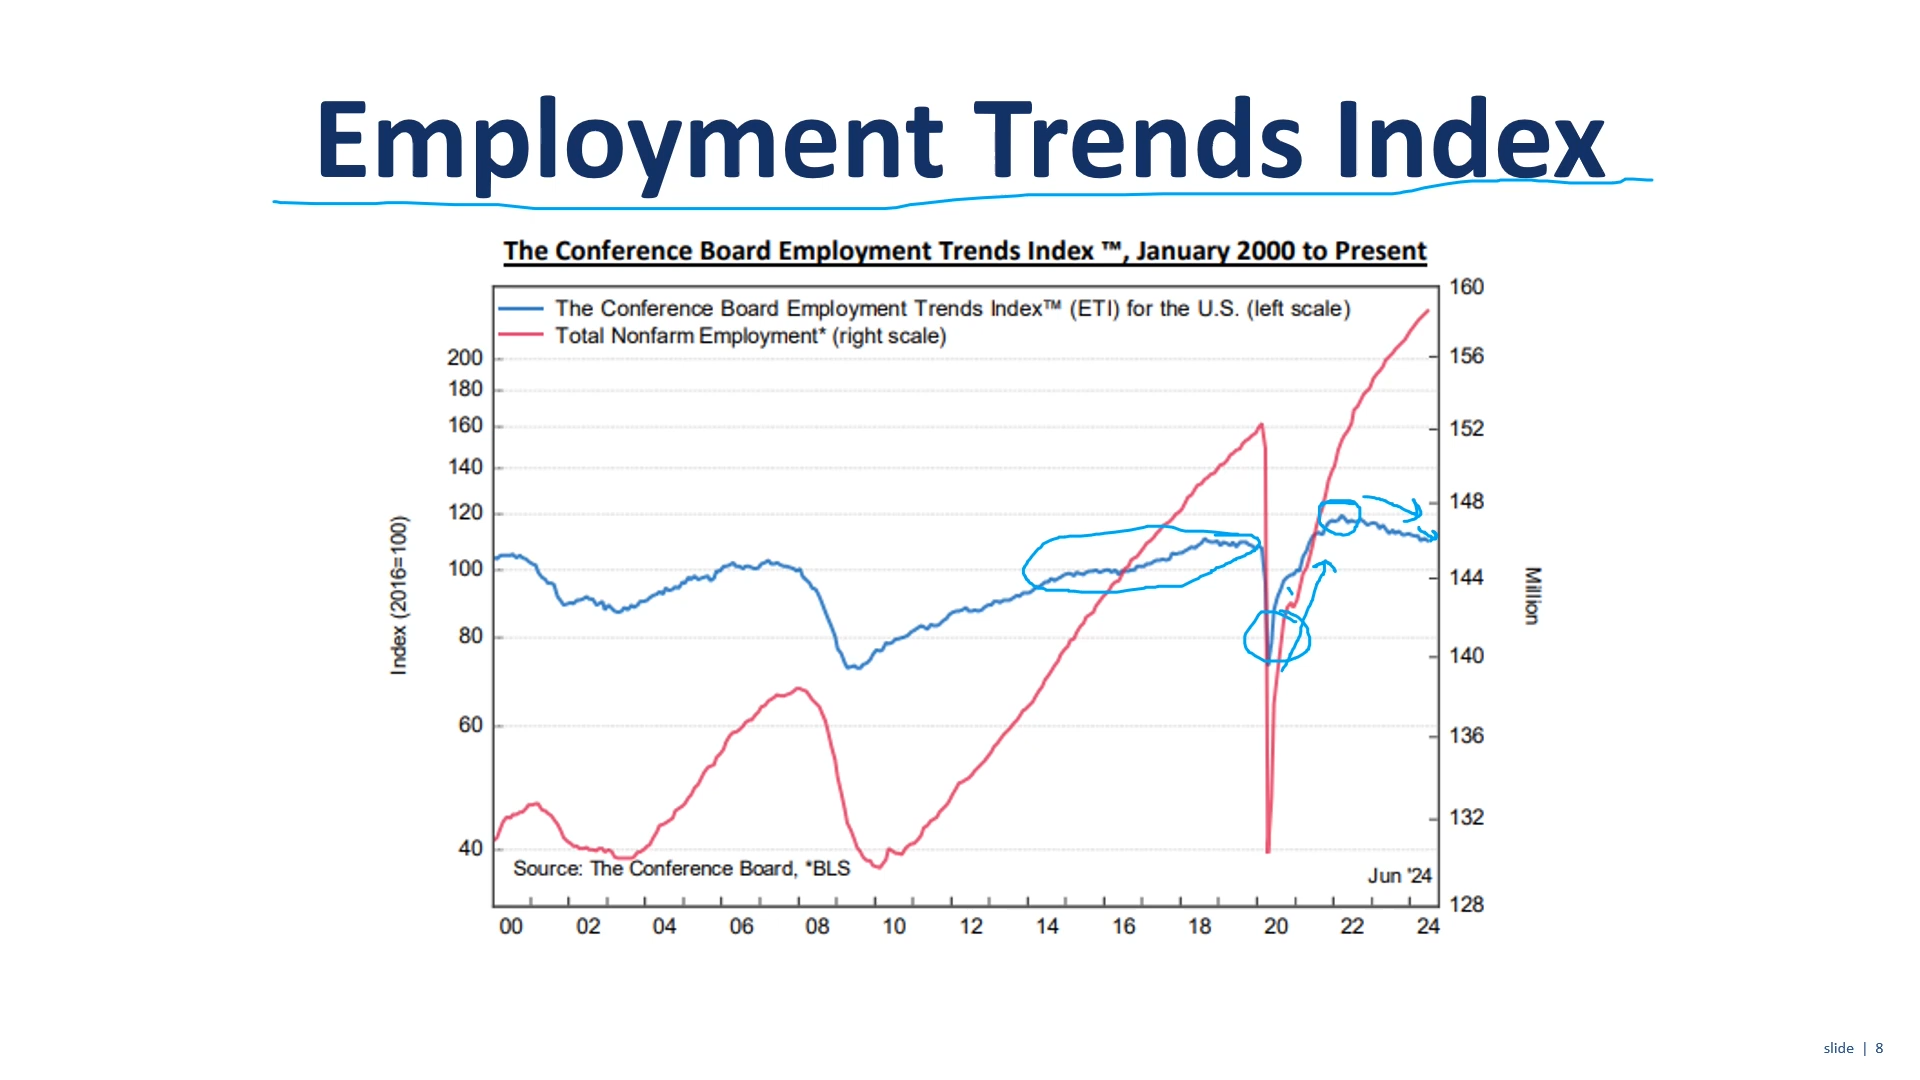 Employment Trends Index
The Conference Board Employment Trends Index ™, January 2000 to Present
The Conference Board Employment Trends Index™ (ETI) for the U.S. (left scale)
Total Nonfarm Employment* (right scale)
200
180
160
140
120
100
80
60
40
Index (2016=100)
160
156
152
148
144
140
136
132
128
Million
Source: The Conference Board, *BLS
Jun '24
00 02 04 06 08 10 12 14 16 18 20 22 24
slide | 8